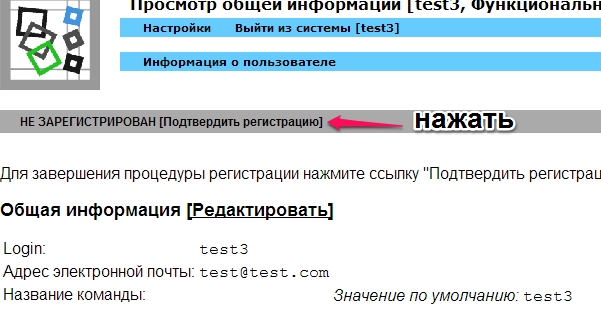 Просмотр общей информации [test3, Функциональн
Настройки Выйти из системы [test3]
Информация о пользователе
НЕ ЗАРЕГИСТРИРОВАН [Подтвердить регистрацию] нажать
Для завершения процедуры регистрации нажмите ссылку "Подтвердить регистрац
Общая информация [Редактировать]
Login: test3
Адрес электронной почты: test@test.com
Название команды: Значение по умолчанию: test3